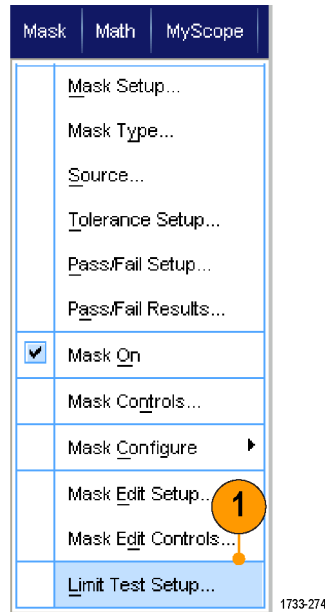 Mask Math MyScope
Mask Setup...
Mask Type...
Source...
Tolerance Setup...
Pass/Fail Setup...
Pass/Fail Results...
Mask On
Mask Controls...
Mask Configure
Mask Edit Setup...
1
Mask Edit Controls...
Limit Test Setup...
1733-274